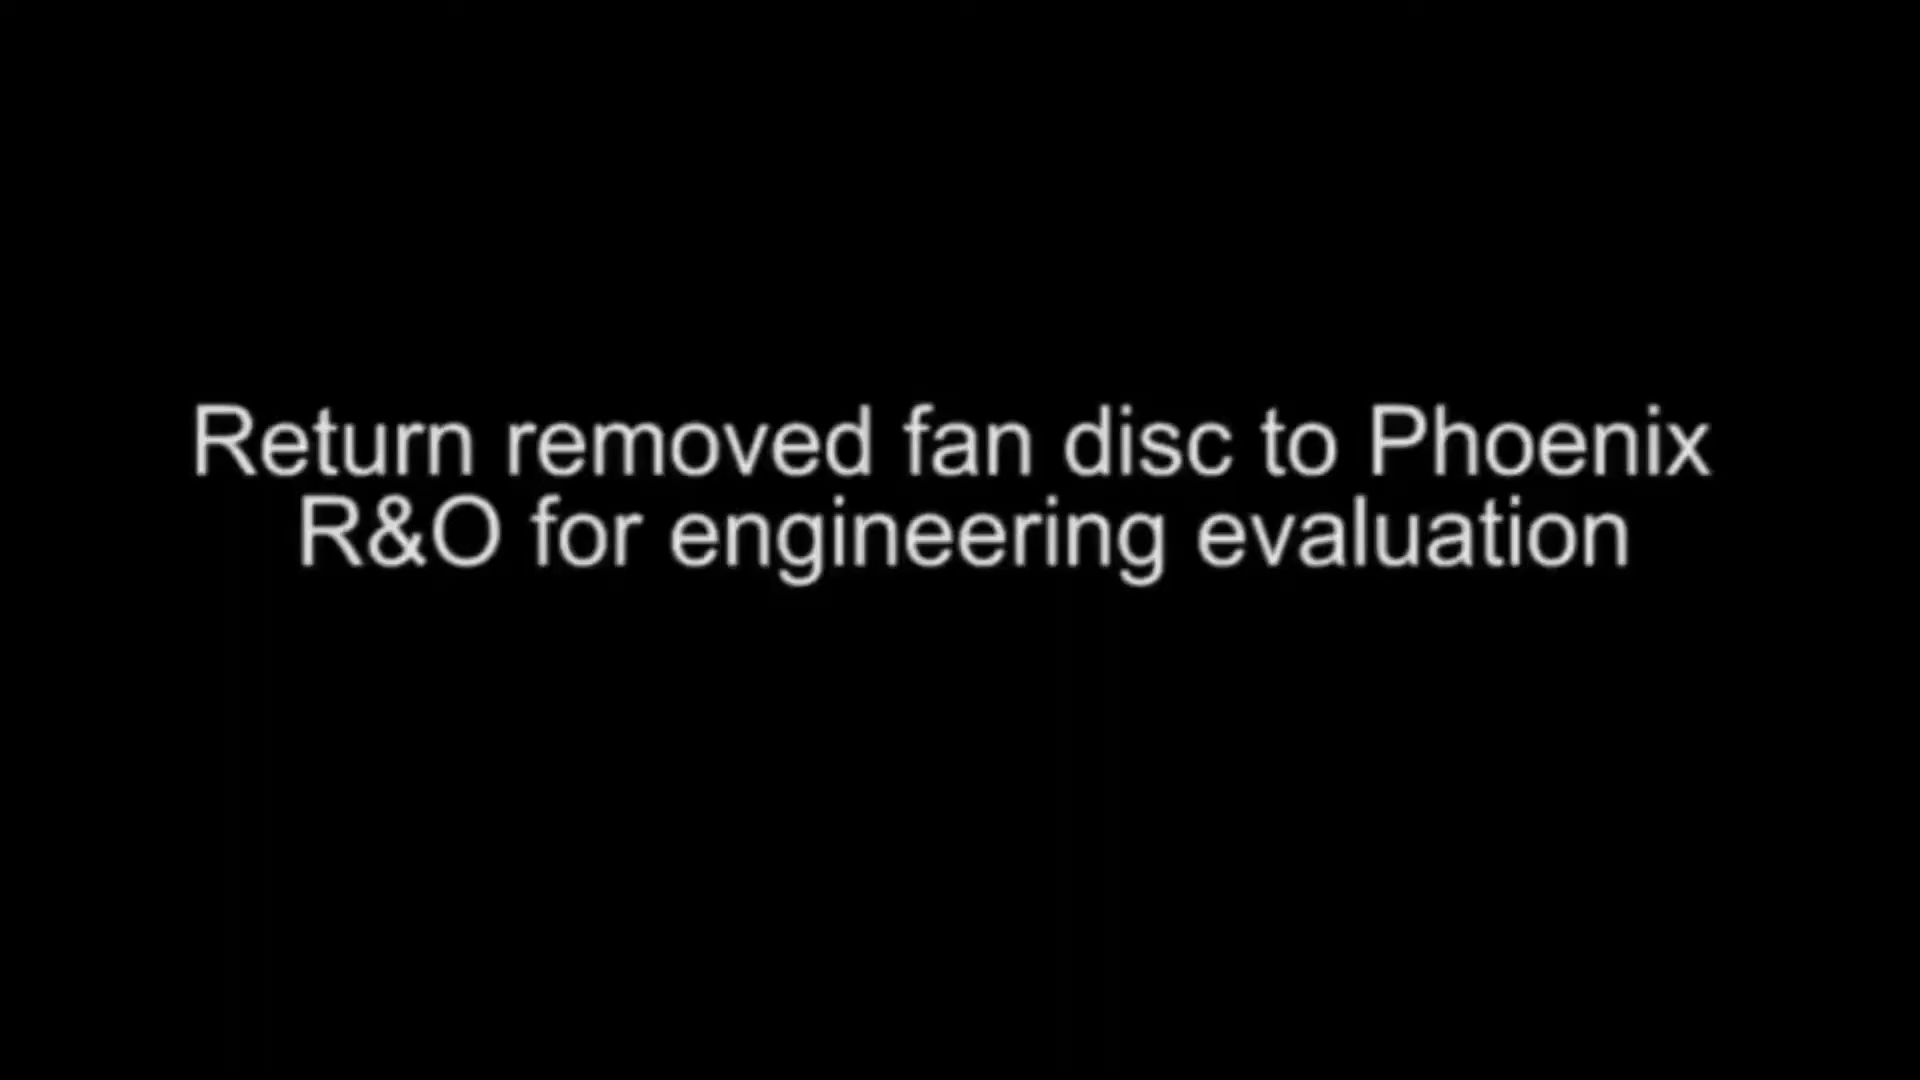 Return removed fan disc to Phoenix
R&O for engineering evaluation